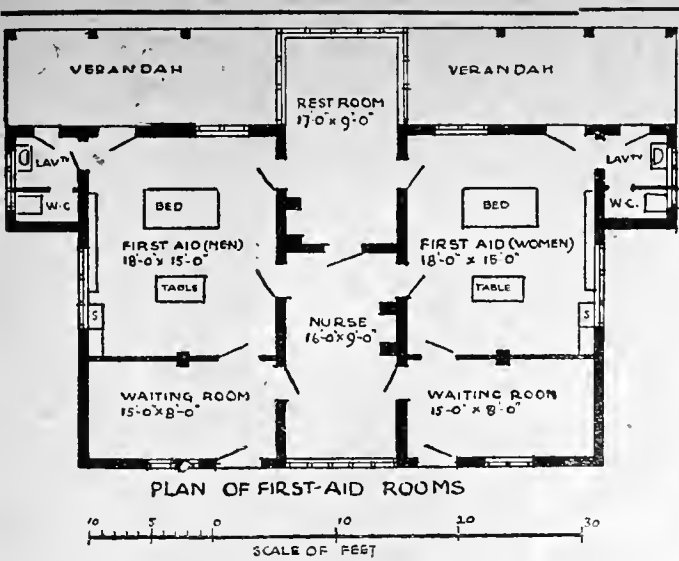 VERANDAH
VERANDAH
REST ROOM
17'-0" x 9'-0"
LAVTY
W.C.
BED
FIRST AID (MEN)
18'-0" x 15'-0"
TABLE
S
BED
FIRST AID (WOMEN)
18'-0" x 15'-0"
TABLE
S
LAVTY
W.C.
NURSE
16'-0" x 9'-0"
WAITING ROOM
15'-0" x 8'-0"
WAITING ROOM
15'-0" x 8'-0"
PLAN OF FIRST-AID ROOMS
10 5 0 10 20 30
SCALE OF FEET